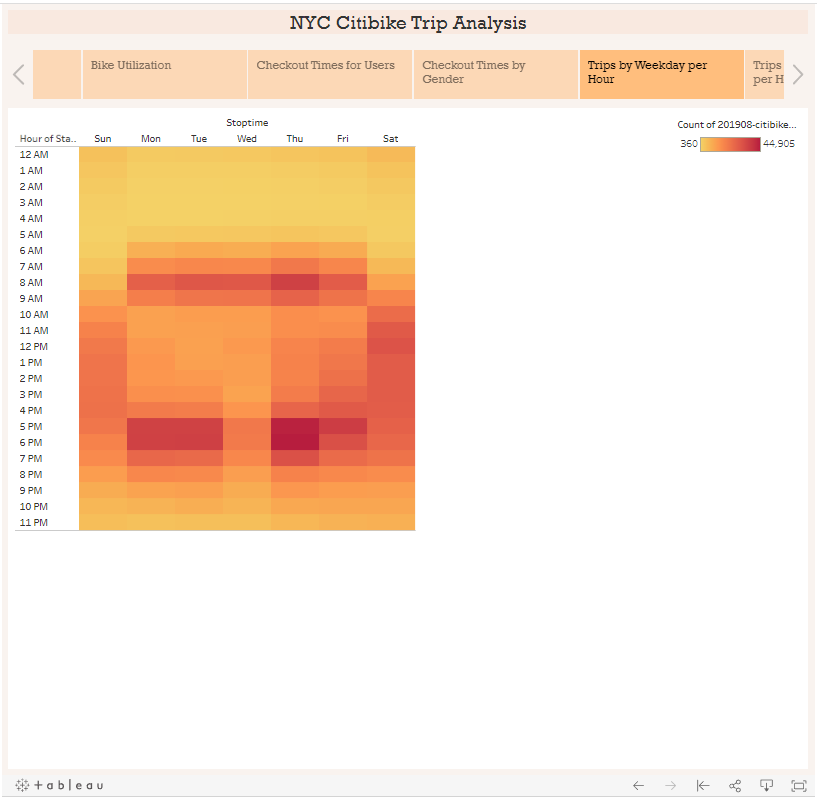 NYC Citibike Trip Analysis
Bike Utilization
Checkout Times for Users
Checkout Times by
Gender
Trips by Weekday per
Hour
Trips
per H
Stoptime
Hour of Sta..
Sun Mon Tue Wed Thu Fri Sat
12 AM
1 AM
2 AM
3 AM
4 AM
5 AM
6 AM
7 AM
8 AM
9 AM
10 AM
11 AM
12 PM
1 PM
2 PM
3 PM
4 PM
5 PM
6 PM
7 PM
8 PM
9 PM
10 PM
11 PM
Count of 201908-citibike...
360 44,905
+ableau